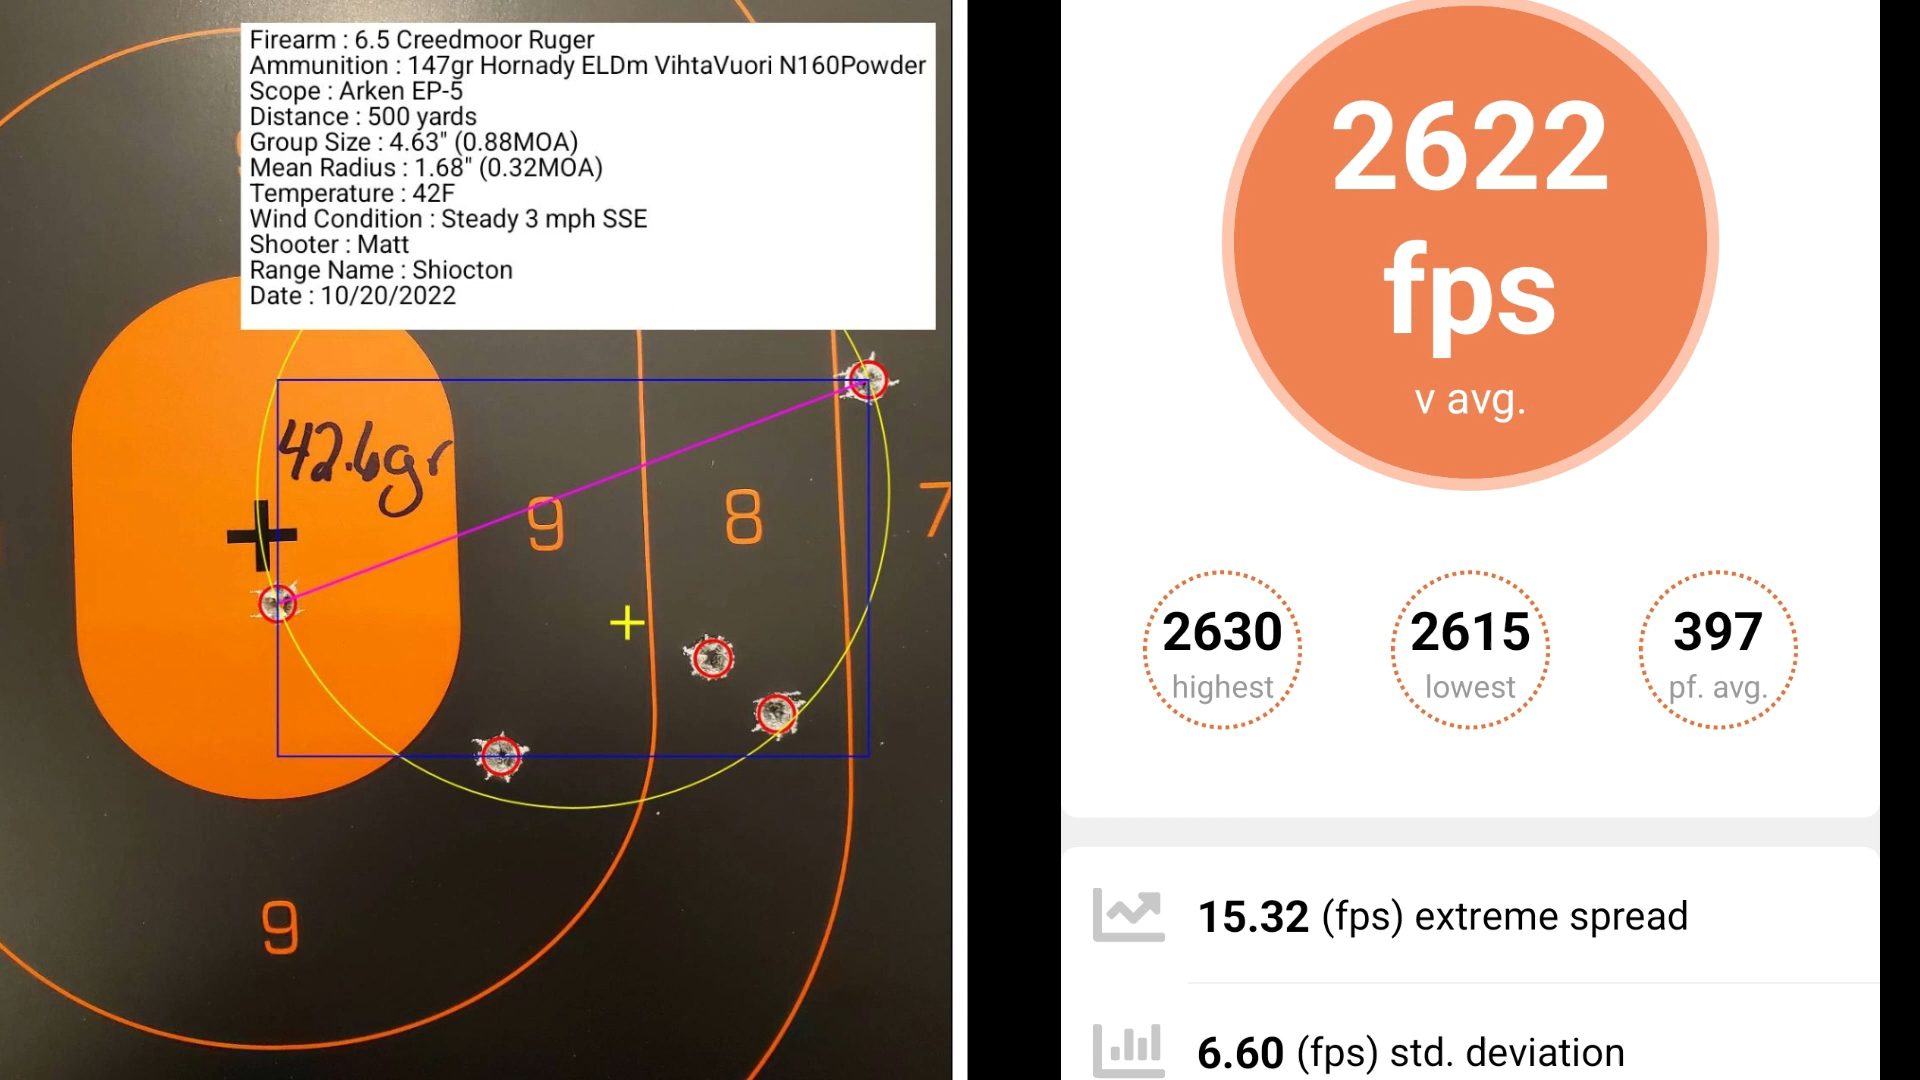 Firearm : 6.5 Creedmoor Ruger
Ammunition : 147gr Hornady ELDm VihtaVuori N160Powder
Scope : Arken EP-5
Distance : 500 yards
Group Size : 4.63" (0.88MOA)
Mean Radius : 1.68" (0.32MOA)
Temperature : 42F
Wind Condition : Steady 3 mph SSE
Shooter : Matt
Range Name : Shiocton
Date : 10/20/2022
42.6gr
9
8
7
9
2622
fps
v avg.
2630
highest
2615
lowest
397
pf. avg.
15.32 (fps) extreme spread
6.60 (fps) std. deviation